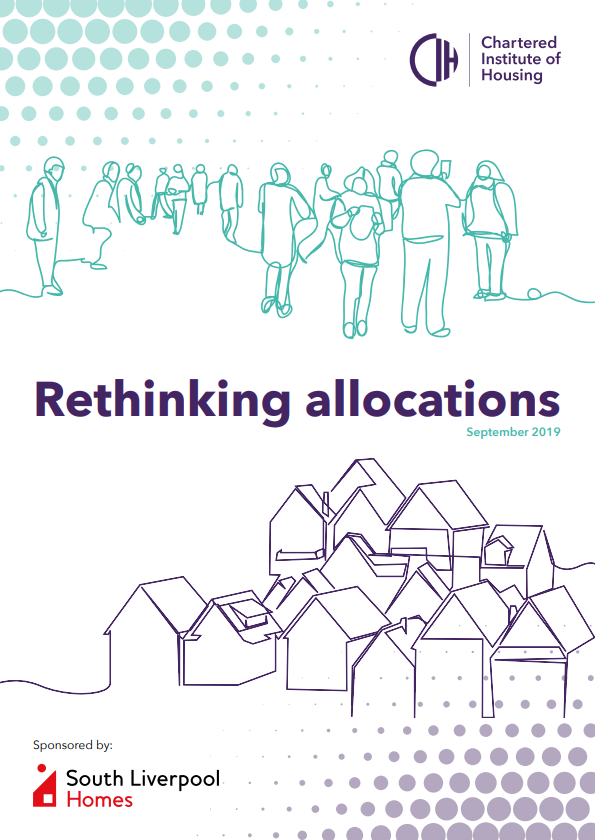 Chartered
Institute of
Housing
Rethinking allocations
September 2019
Sponsored by:
South Liverpool
Homes